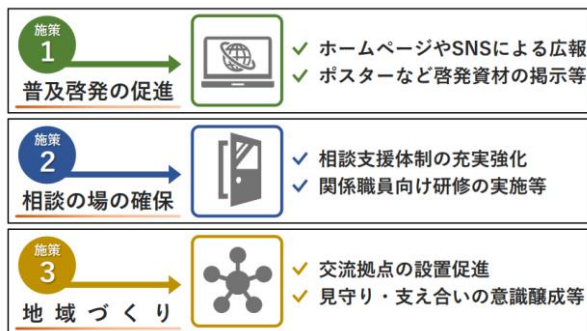 施策
1
普及啓発の促進
✓ ホームページやSNSによる広報
✓ ポスターなど啓発資材の掲示等
施策
2
相談の場の確保
✓ 相談支援体制の充実強化
✓ 関係職員向け研修の実施等
施策
3
地域づくり
✓ 交流拠点の設置促進
✓ 見守り・支え合いの意識醸成等